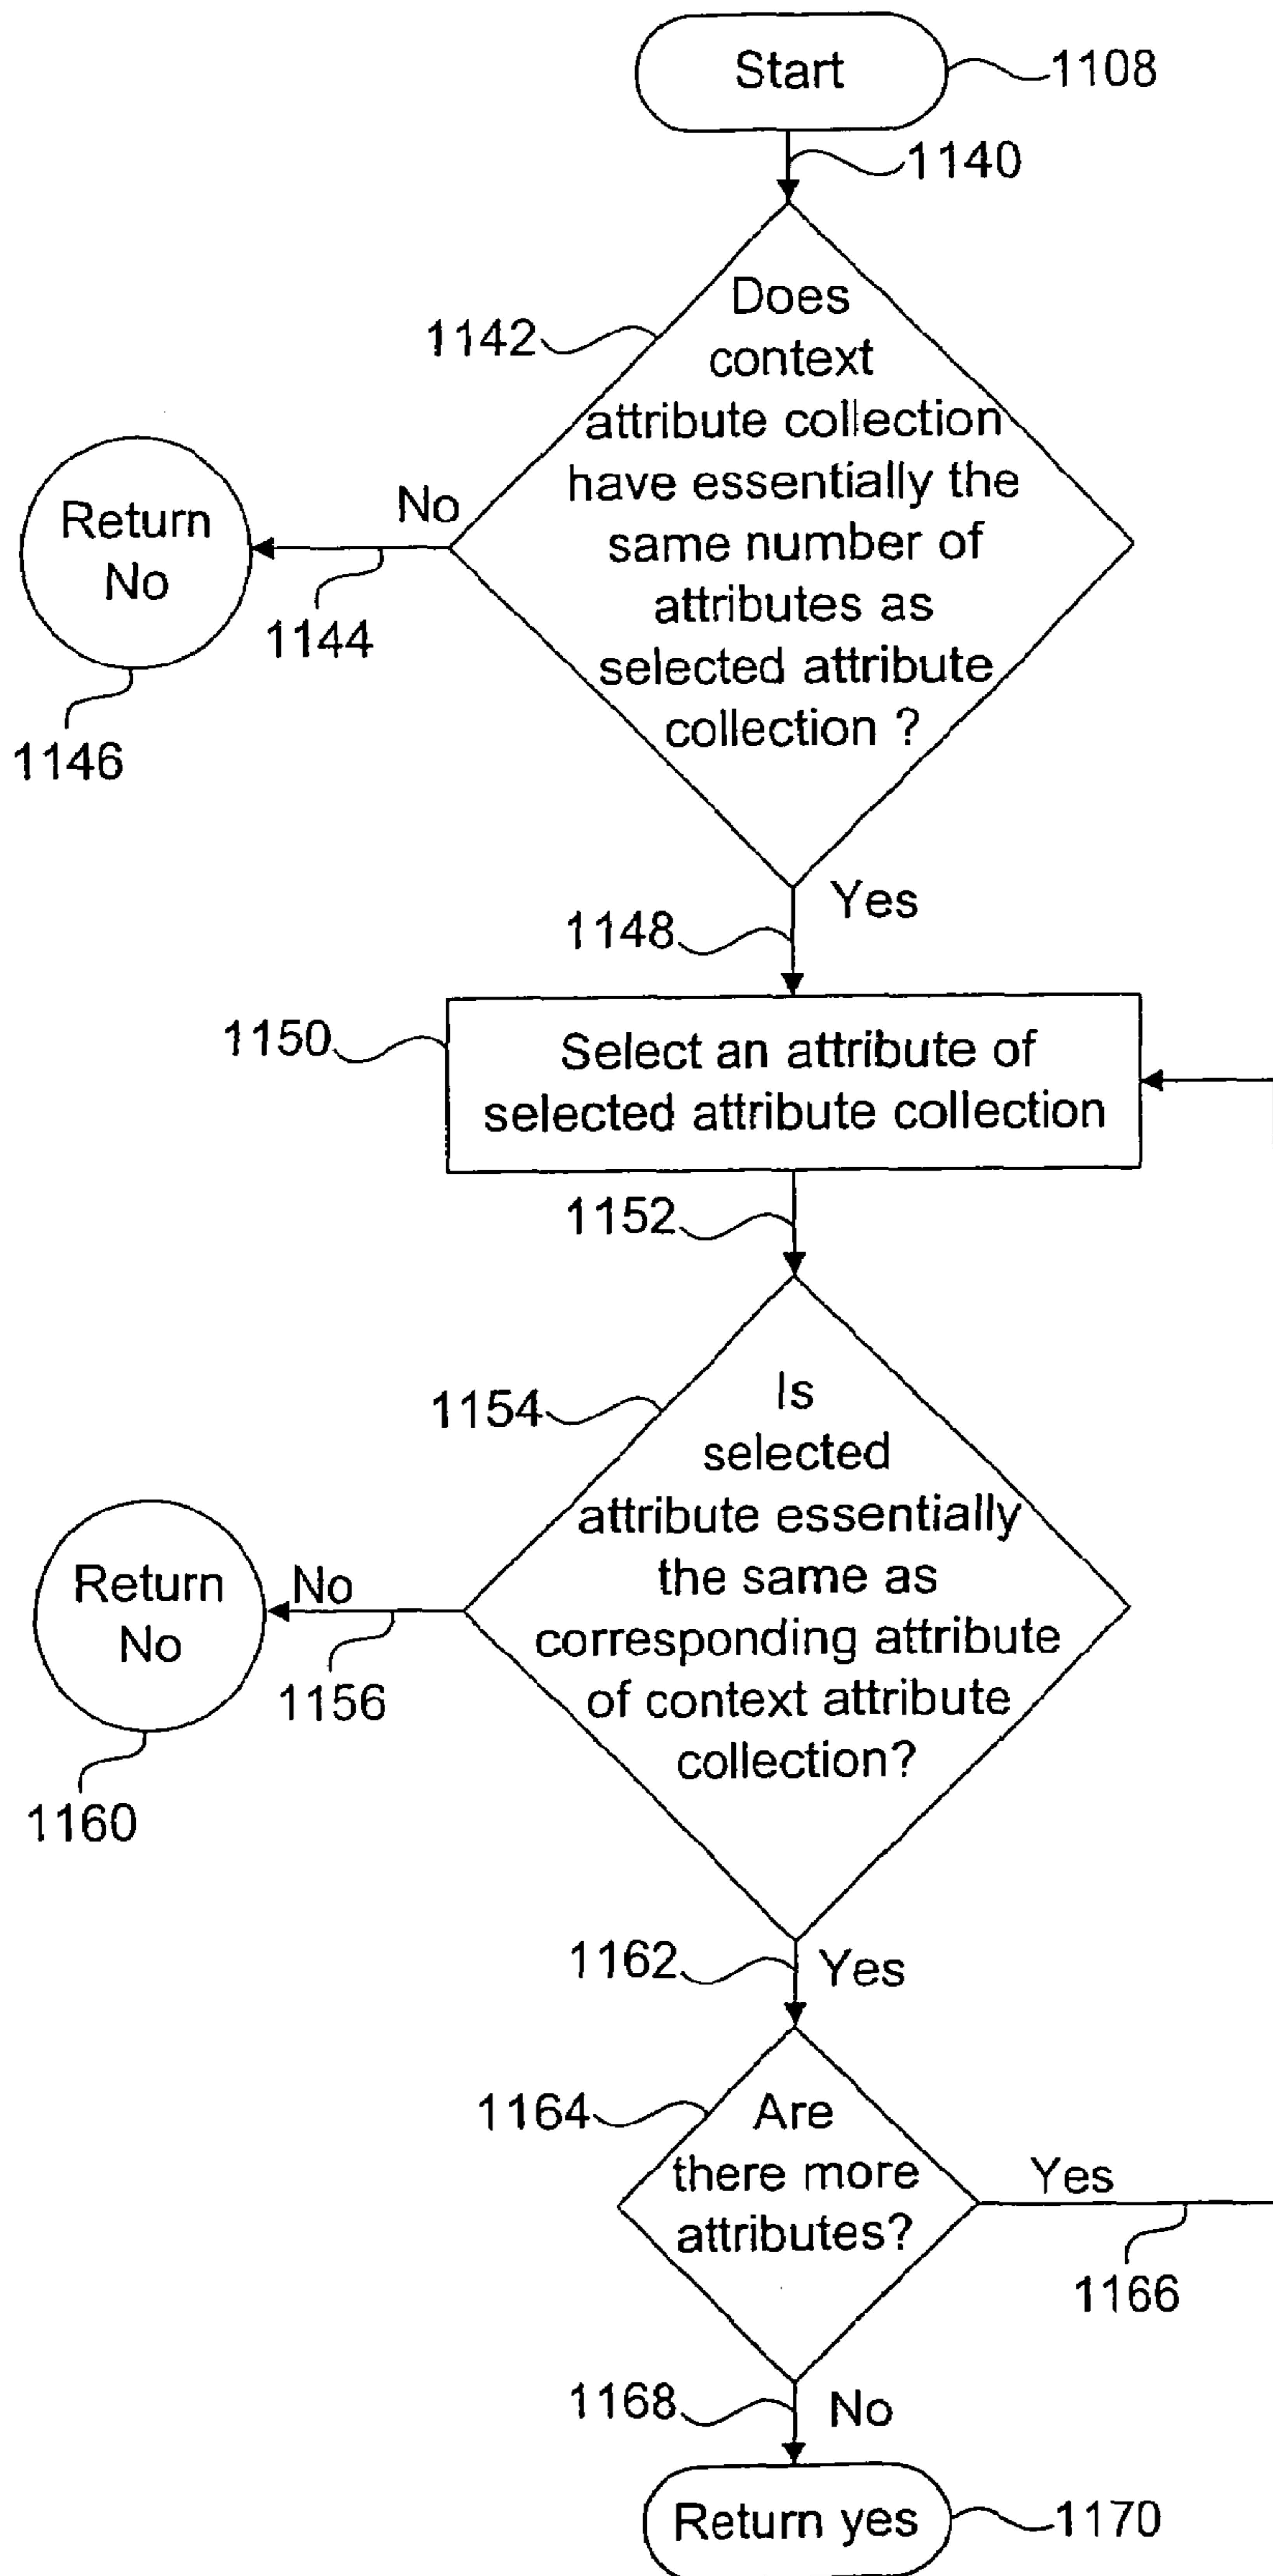 Start
1108
1140
Does
context
attribute collection
have essentially the
same number of
attributes as
selected attribute
collection ?
1142
No
Return
No
1144
1146
Yes
1148
1150
Select an attribute of
selected attribute collection
1152
1154
Is
selected
attribute essentially
the same as
corresponding attribute
of context attribute
collection?
No
Return
No
1156
1160
1162
Yes
1164
Are
there more
attributes?
Yes
1166
1168
No
Return yes
1170